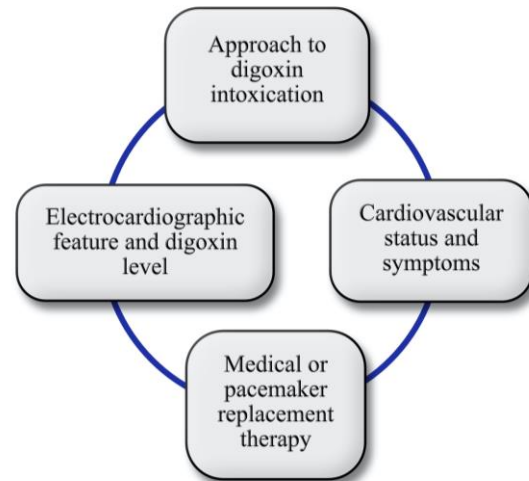 Approach to
digoxin
intoxication
Electrocardiographic
feature and digoxin
level
Cardiovascular
status and
symptoms
Medical or
pacemaker
replacement
therapy